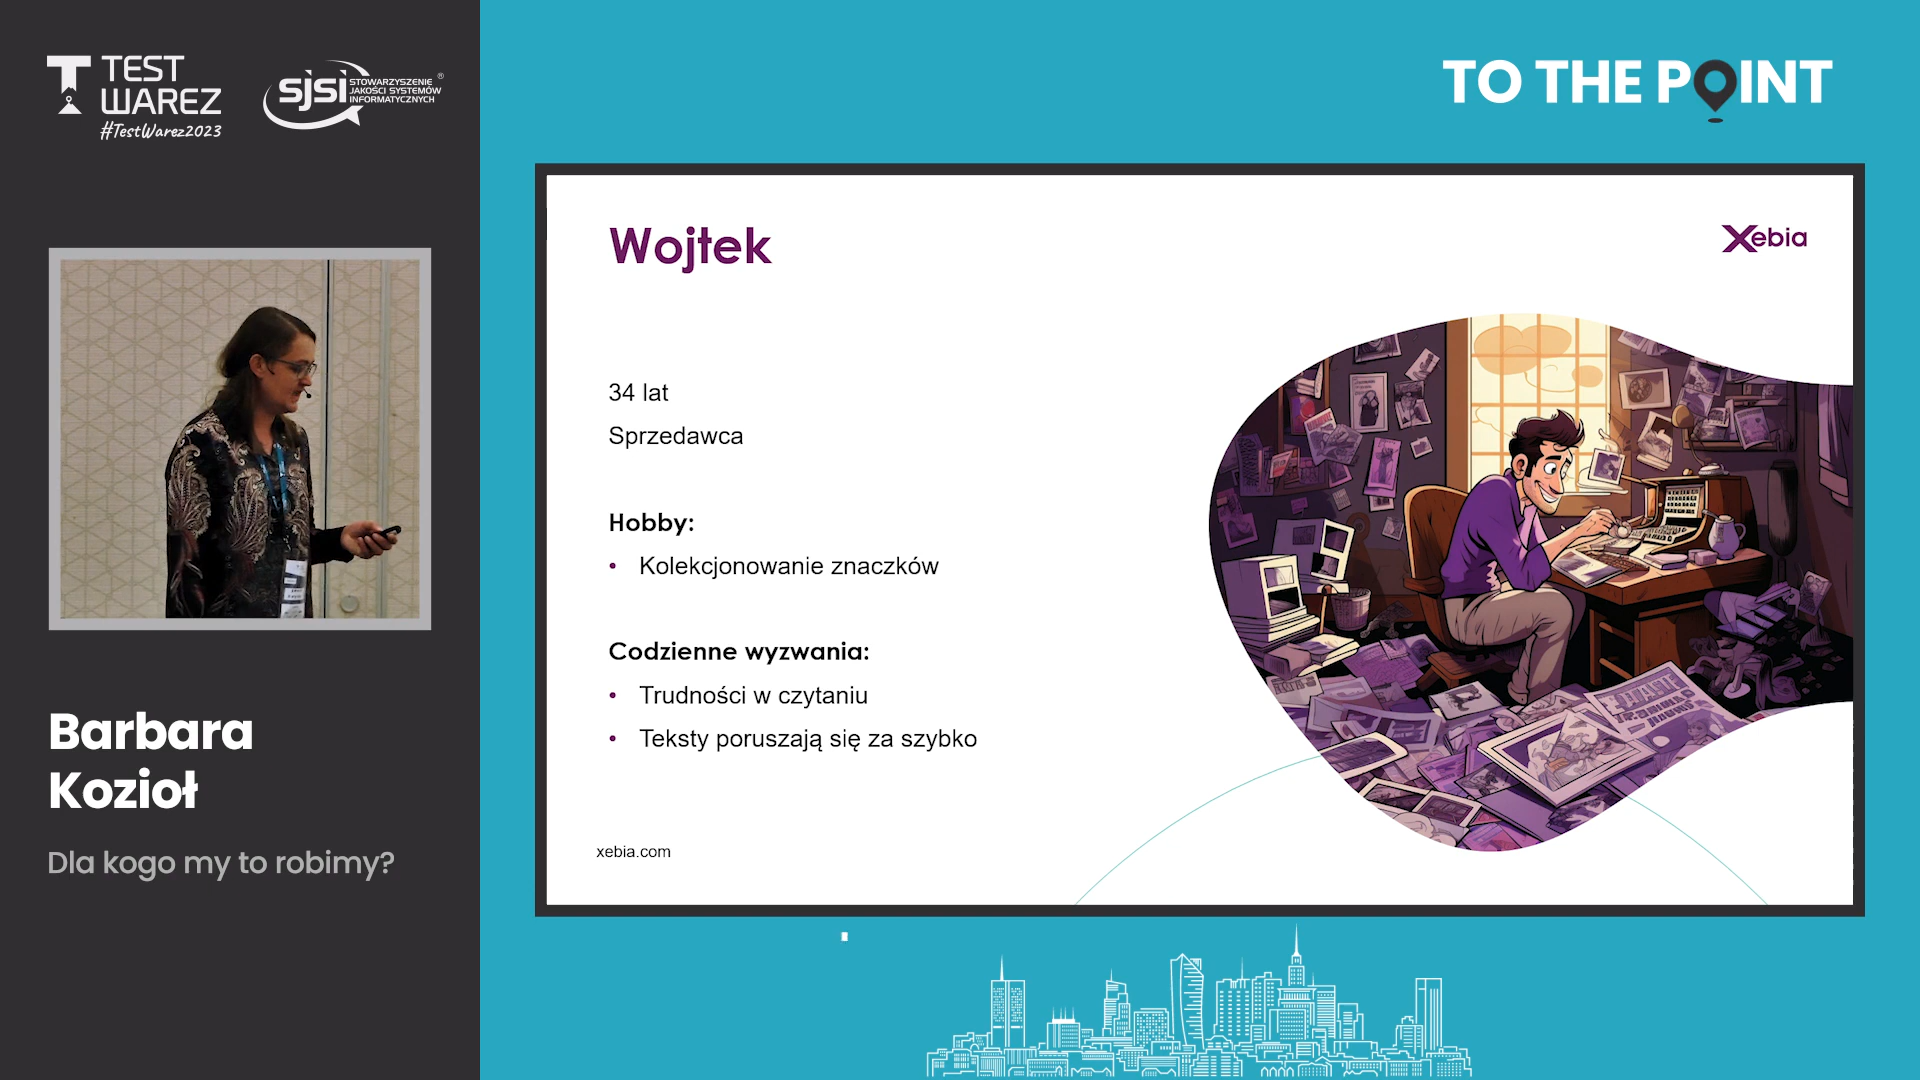 TEST
WAREZ
#TestWarez2023
sjsi
STOWARZYSZENIE
JAKOŚCI SYSTEMÓW
INFORMATYCZNYCH
®
TO THE POINT
Wojtek
Xebia
34 lat
Sprzedawca
Hobby:
• Kolekcjonowanie znaczków
Codzienne wyzwania:
• Trudności w czytaniu
• Teksty poruszają się za szybko
xebia.com
Barbara
Kozioł
Dla kogo my to robimy?